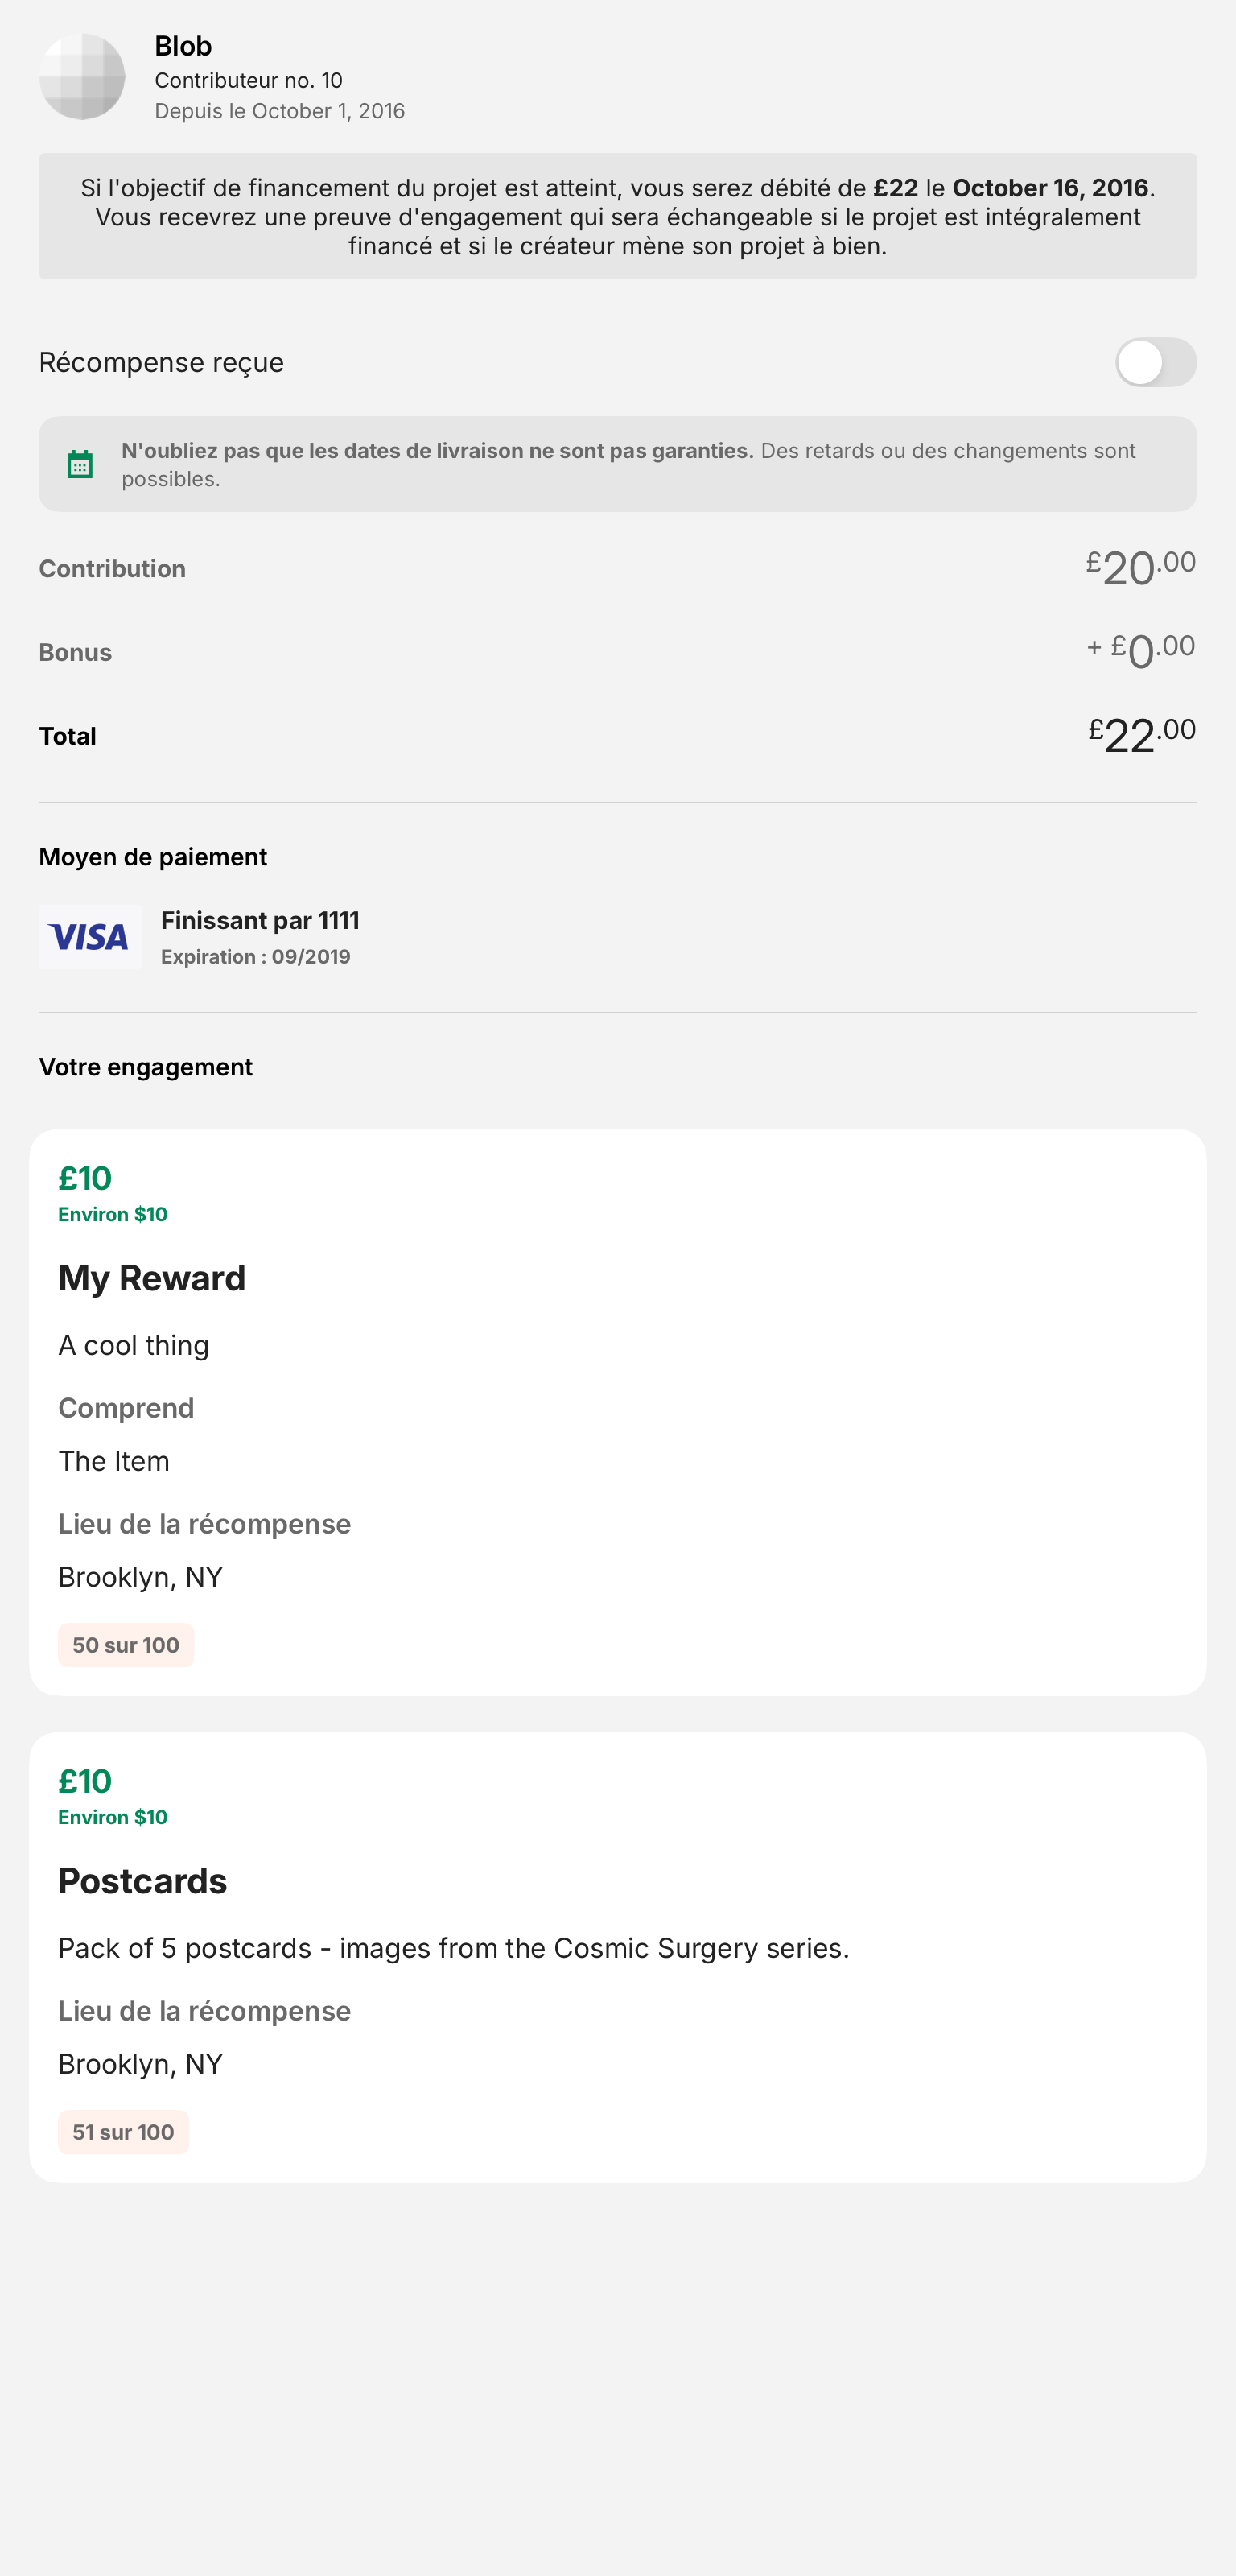 Blob
Contributeur no. 10
Depuis le October 1, 2016
Si l'objectif de financement du projet est atteint, vous serez débité de £22 le October 16, 2016.
Vous recevrez une preuve d'engagement qui sera échangeable si le projet est intégralement
financé et si le créateur mène son projet à bien.
Récompense reçue
N'oubliez pas que les dates de livraison ne sont pas garanties. Des retards ou des changements sont
possibles.
Contribution £20.00
Bonus + £0.00
Total £22.00
Moyen de paiement
VISA
Finissant par 1111
Expiration : 09/2019
Votre engagement
£10
Environ $10
My Reward
A cool thing
Comprend
The Item
Lieu de la récompense
Brooklyn, NY
50 sur 100
£10
Environ $10
Postcards
Pack of 5 postcards - images from the Cosmic Surgery series.
Lieu de la récompense
Brooklyn, NY
51 sur 100